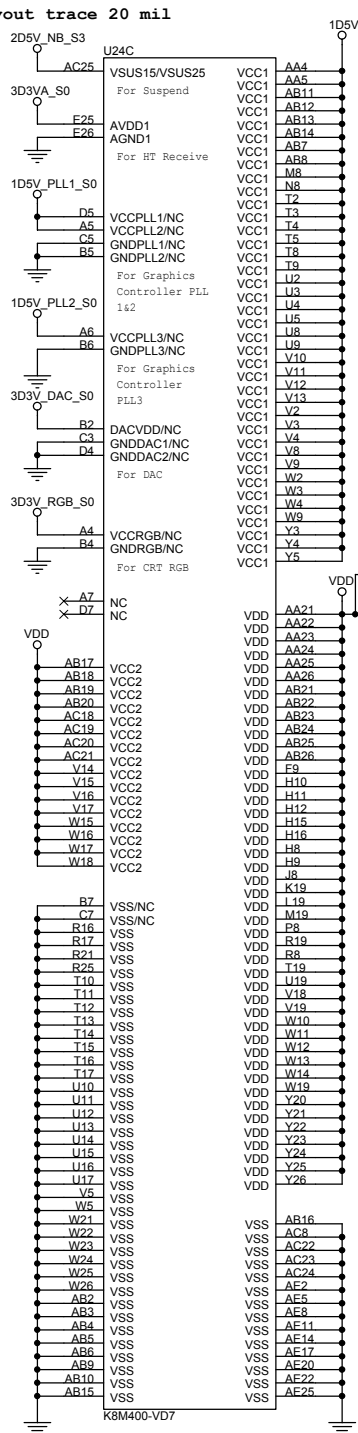 yout trace 20 mil
2D5V_NB_S3
1D5V
U24C
AC25 VSUS15/VSUS25
For Suspend
3D3VA_S0
E25 AVDD1
E26 AGND1
For HT Receive
1D5V_PLL1_S0
D5 VCCPLL1/NC
A5 VCCPLL2/NC
C5 GNDPLL1/NC
B5 GNDPLL2/NC
For Graphics
Controller PLL
1&2
1D5V_PLL2_S0
A6 VCCPLL3/NC
B6 GNDPLL3/NC
For Graphics
Controller
PLL3
3D3V_DAC_S0
B2 DACVDD/NC
C3 GNDDAC1/NC
D4 GNDDAC2/NC
For DAC
3D3V_RGB_S0
A4 VCCRGB/NC
B4 GNDRGB/NC
For CRT RGB
A7 NC
D7 NC
VDD
AB17 VCC2
AB18 VCC2
AB19 VCC2
AB20 VCC2
AC18 VCC2
AC19 VCC2
AC20 VCC2
AC21 VCC2
V14 VCC2
V15 VCC2
V16 VCC2
V17 VCC2
W15 VCC2
W16 VCC2
W17 VCC2
W18 VCC2
B7 VSS/NC
C7 VSS/NC
R16 VSS
R17 VSS
R21 VSS
R25 VSS
T10 VSS
T11 VSS
T12 VSS
T13 VSS
T14 VSS
T15 VSS
T16 VSS
T17 VSS
U10 VSS
U11 VSS
U12 VSS
U13 VSS
U14 VSS
U15 VSS
U16 VSS
U17 VSS
V5 VSS
W5 VSS
W21 VSS
W22 VSS
W23 VSS
W24 VSS
W25 VSS
W26 VSS
AB2 VSS
AB3 VSS
AB4 VSS
AB5 VSS
AB6 VSS
AB9 VSS
AB10 VSS
AB15 VSS
VCC1 AA4
VCC1 AA5
VCC1 AB11
VCC1 AB12
VCC1 AB13
VCC1 AB14
VCC1 AB7
VCC1 AB8
VCC1 M8
VCC1 N8
VCC1 T2
VCC1 T3
VCC1 T4
VCC1 T5
VCC1 T8
VCC1 T9
VCC1 U2
VCC1 U3
VCC1 U4
VCC1 U5
VCC1 U8
VCC1 U9
VCC1 V10
VCC1 V11
VCC1 V12
VCC1 V13
VCC1 V2
VCC1 V3
VCC1 V4
VCC1 V8
VCC1 V9
VCC1 W2
VCC1 W3
VCC1 W4
VCC1 W9
VCC1 Y3
VCC1 Y4
VCC1 Y5
VDD
VDD AA21
VDD AA22
VDD AA23
VDD AA24
VDD AA25
VDD AA26
VDD AB21
VDD AB22
VDD AB23
VDD AB24
VDD AB25
VDD AB26
VDD F9
VDD H10
VDD H11
VDD H12
VDD H15
VDD H16
VDD H8
VDD H9
VDD J8
VDD K19
VDD L19
VDD M19
VDD P8
VDD R19
VDD R8
VDD T19
VDD U19
VDD V18
VDD V19
VDD W10
VDD W11
VDD W12
VDD W13
VDD W14
VDD W19
VDD Y20
VDD Y21
VDD Y22
VDD Y23
VDD Y24
VDD Y25
VDD Y26
VSS AB16
VSS AC8
VSS AC22
VSS AC23
VSS AC24
VSS AE2
VSS AE5
VSS AE8
VSS AE11
VSS AE14
VSS AE17
VSS AE20
VSS AE22
VSS AE25
K8M400-VD7